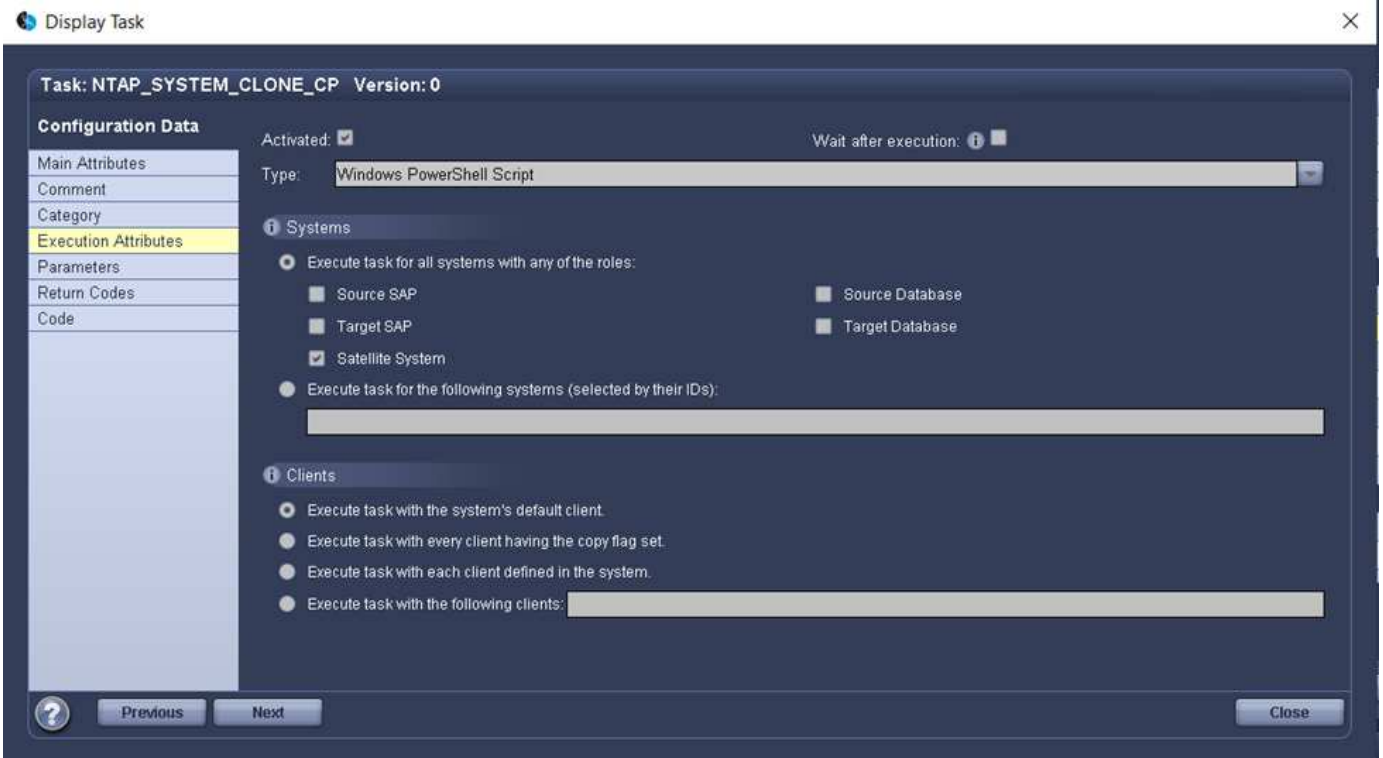 Display Task
Task: NTAP_SYSTEM_CLONE_CP Version: 0
Configuration Data
Main Attributes
Comment
Category
Execution Attributes
Parameters
Return Codes
Code
Activated:
Wait after execution:
Type: Windows PowerShell Script
Systems
Execute task for all systems with any of the roles:
Source SAP
Source Database
Target SAP
Target Database
Satellite System
Execute task for the following systems (selected by their IDs):
Clients
Execute task with the system's default client.
Execute task with every client having the copy flag set.
Execute task with each client defined in the system.
Execute task with the following clients:
?
Previous
Next
Close